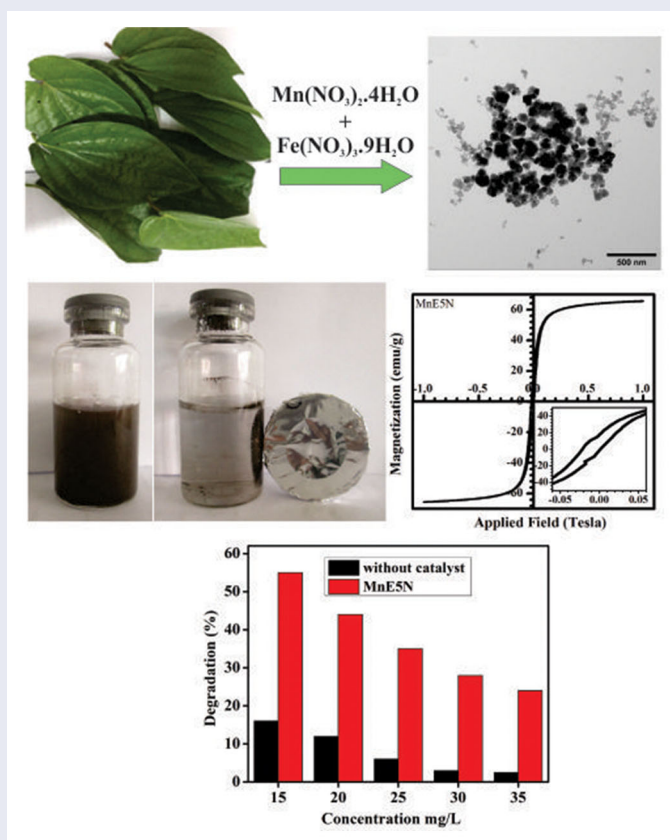 Mn(NO₃)₂.4H₂O
+
Fe(NO₃)₃.9H₂O
500 nm
MnE5N
Magnetization (emu/g)
60
40
20
0
-20
-40
-60
-1.0 -0.5 0.0 0.5 1.0
40
20
0
-20
-40
-0.05 0.00 0.05
Applied Field (Tesla)
without catalyst
MnE5N
Degradation (%)
60
50
40
30
20
10
0
15 20 25 30 35
Concentration mg/L